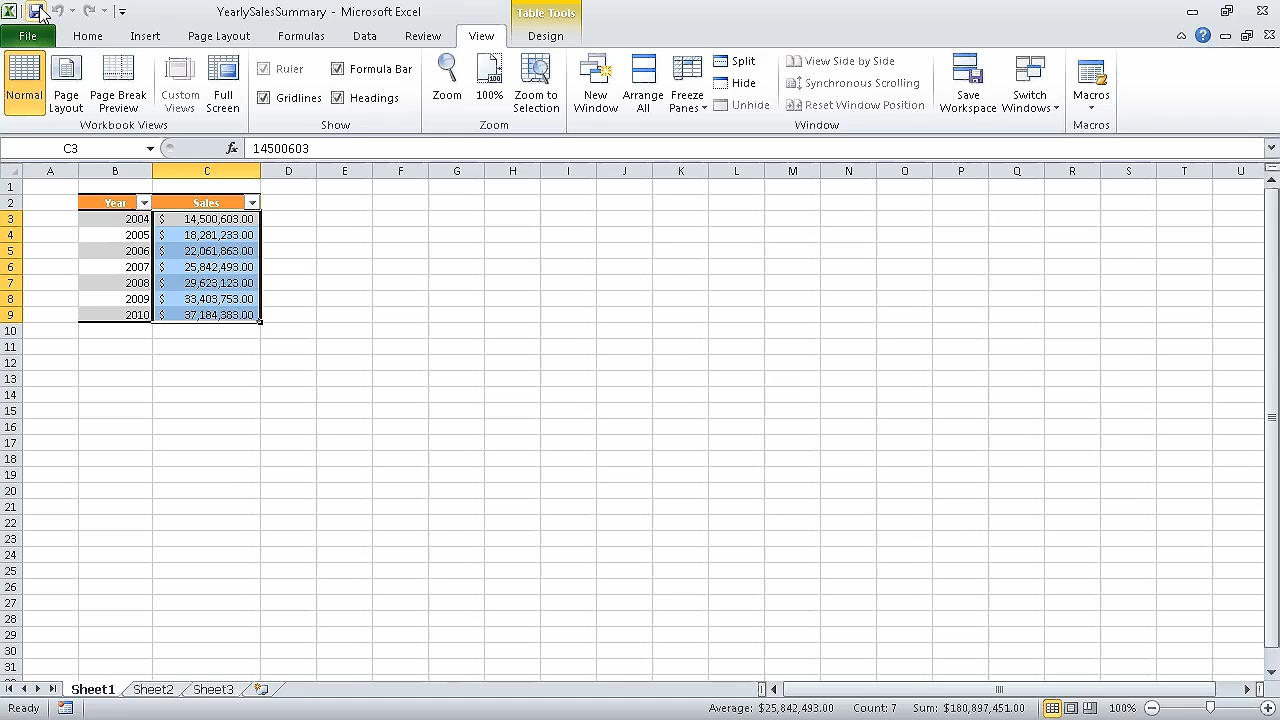 YearlySalesSummary - Microsoft Excel
Table Tools
File Home Insert Page Layout Formulas Data Review View Design
Normal
Page Layout
Page Break Preview
Custom Views
Full Screen
Workbook Views
Ruler
Formula Bar
Gridlines
Headings
Show
Zoom
100%
Zoom to Selection
Zoom
New Window
Arrange All
Freeze Panes
Split
Hide
Unhide
View Side by Side
Synchronous Scrolling
Reset Window Position
Save Workspace
Switch Windows
Window
Macros
Macros
C3 fx 14500603
A B C D E F G H I J K L M N O P Q R S T U
1
2 Year Sales
3 2004 $ 14,500,603.00
4 2005 $ 18,281,233.00
5 2006 $ 22,061,863.00
6 2007 $ 25,842,493.00
7 2008 $ 29,623,123.00
8 2009 $ 33,403,753.00
9 2010 $ 37,184,383.00
10
11
12
13
14
15
16
17
18
19
20
21
22
23
24
25
26
27
28
29
30
31
Sheet1 Sheet2 Sheet3
Ready Average: $25,842,493.00 Count: 7 Sum: $180,897,451.00 100%